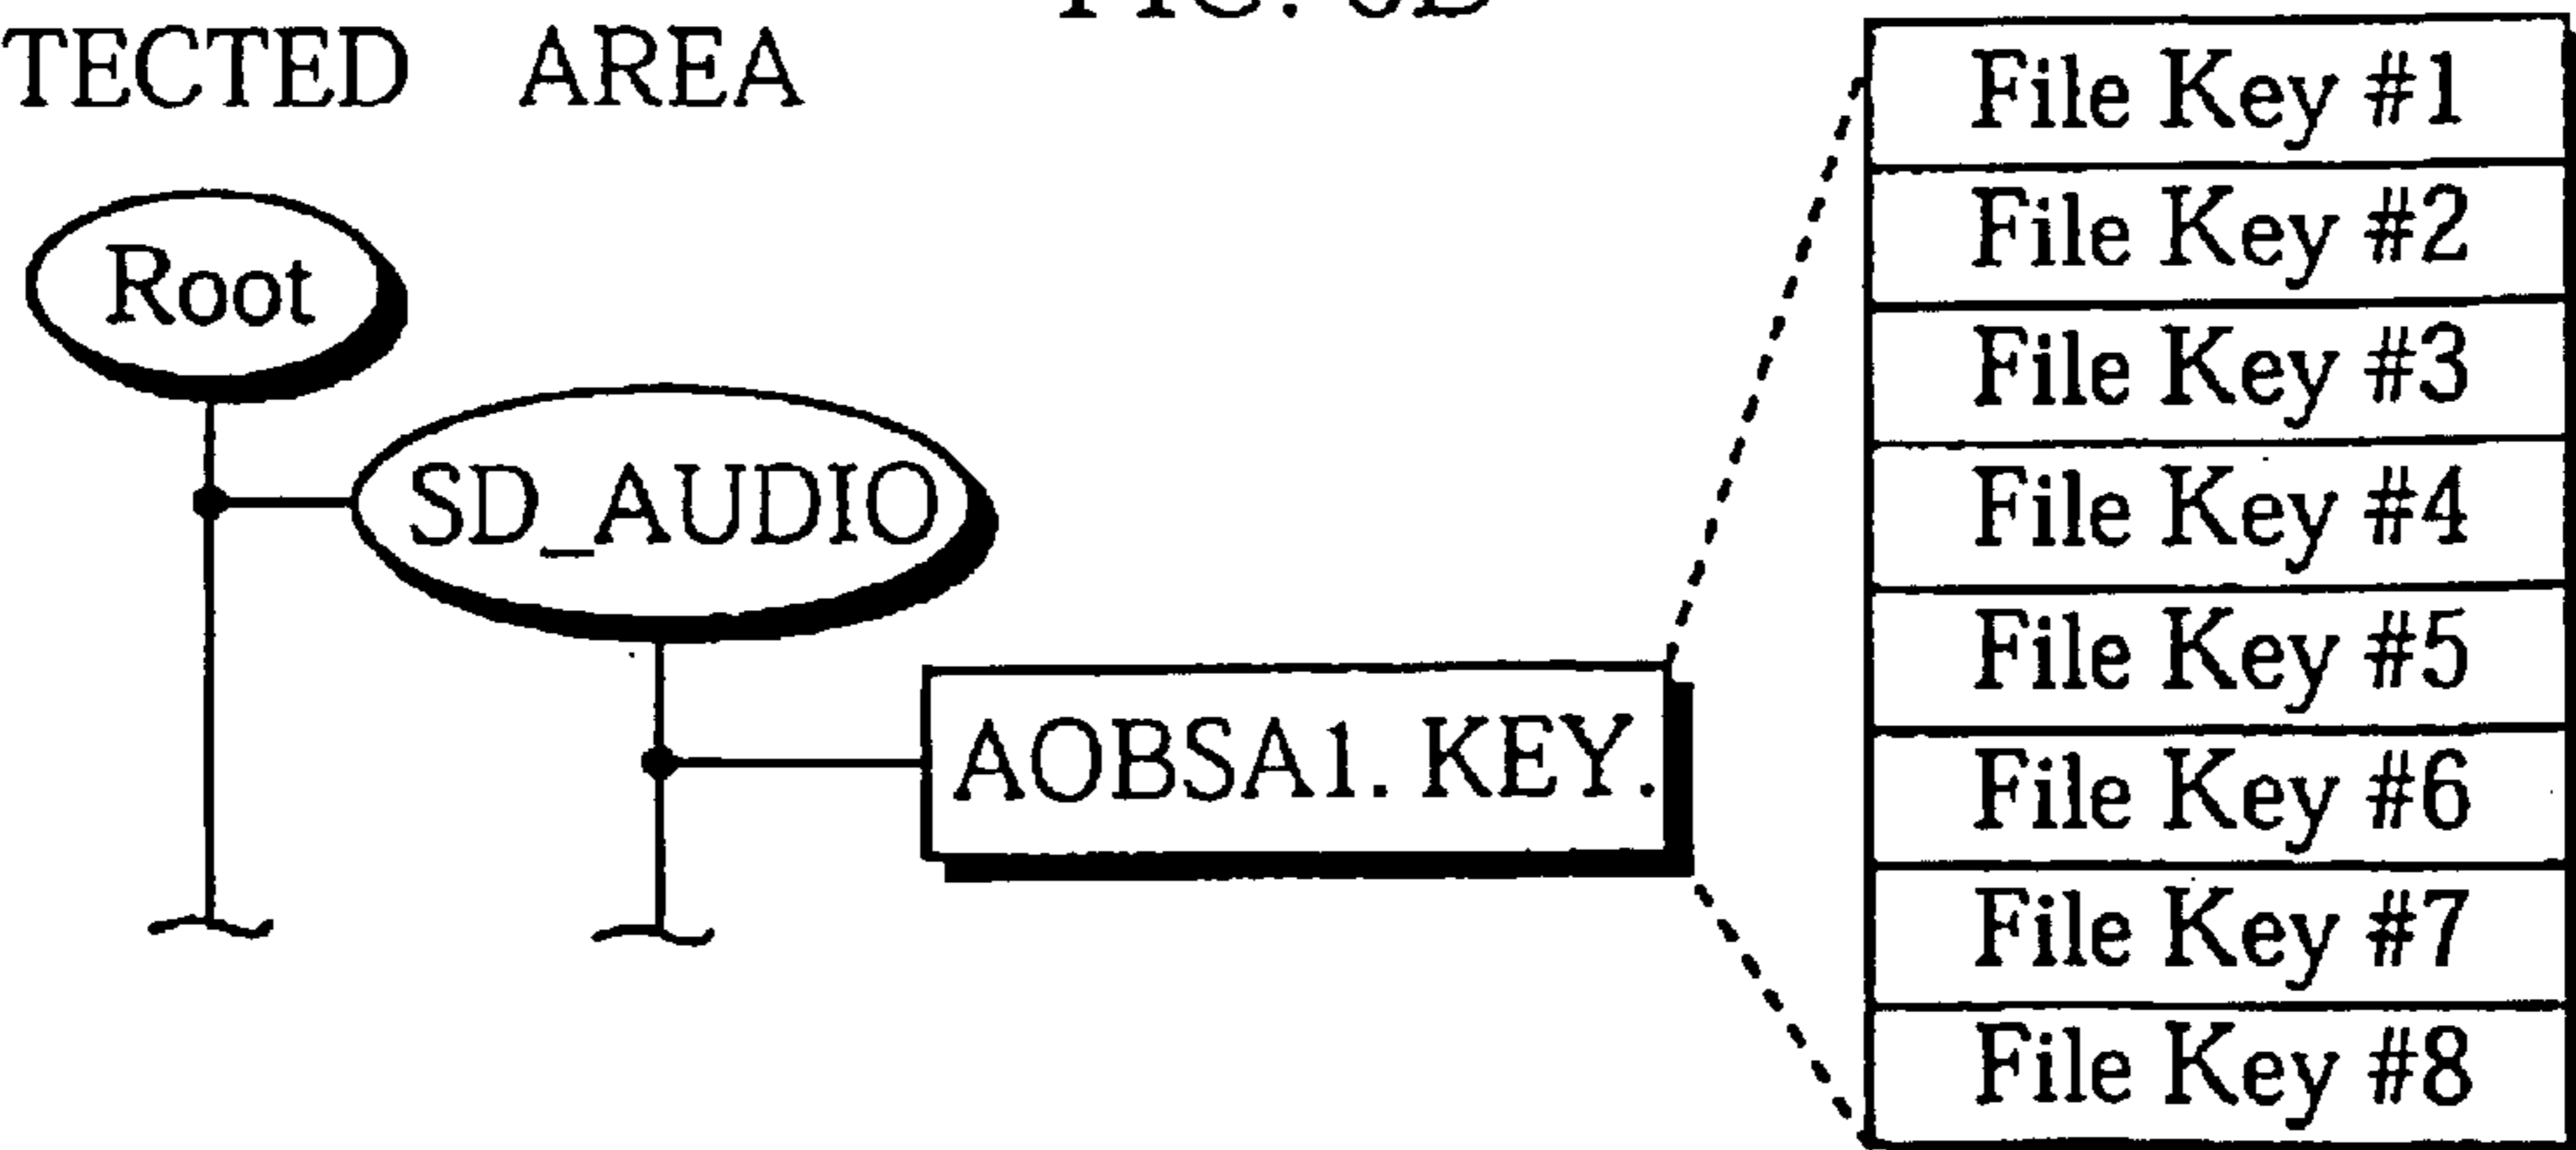 TECTED AREA
Root
SD_AUDIO
AOBSA1. KEY.
File Key #1
File Key #2
File Key #3
File Key #4
File Key #5
File Key #6
File Key #7
File Key #8